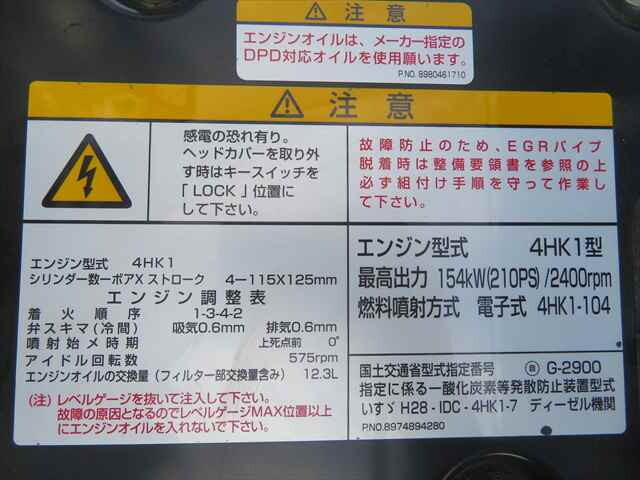 注意
エンジンオイルは、メーカー指定の
DPD対応オイルを使用願います。
P.NO. 8980461710
注意
感電の恐れ有り。
ヘッドカバーを取り外
す時はキースイッチを
「LOCK」位置に
して下さい。
故障防止のため、EGRパイプ
脱着時は整備要領書を参照の上
必ず組付け手順を守って作業し
て下さい。
エンジン型式 4HK1
シリンダー数ーボアX ストローク 4ー115X125mm
エンジン調整表
着火順序 1-3-4-2
弁スキマ(冷間) 吸気0.6mm 排気0.6mm
噴射始メ時期 上死点前 0°
アイドル回転数 575rpm
エンジンオイルの交換量(フィルター部交換量含み) 12.3L
(注) レベルゲージを抜いて注入して下さい。
故障の原因となるのでレベルゲージMAX位置以上
にエンジンオイルを入れないで下さい。
エンジン型式 4HK1型
最高出力 154kW(210PS)/2400rpm
燃料噴射方式 電子式 4HK1-104
国土交通省型式指定番号 G-2900
指定に係る一酸化炭素等発散防止装置型式
いすゞ H28-IDC-4HK1-7 ディーゼル機関
P.NO.8974894280